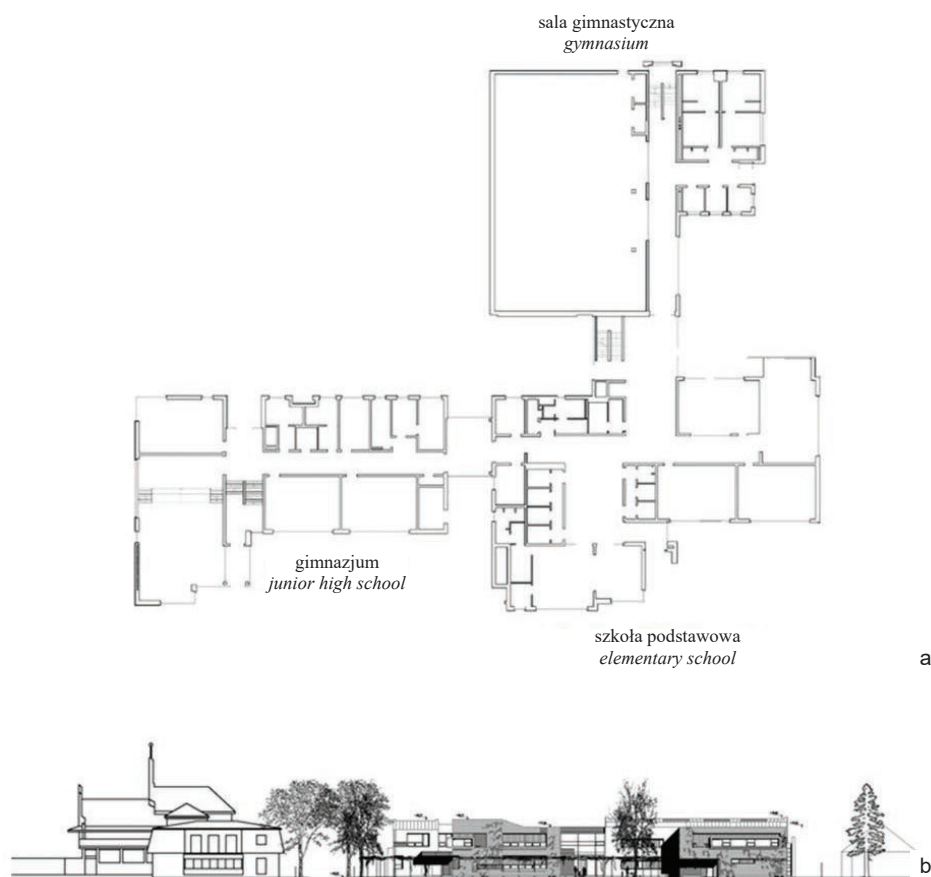 sala gimnastyczna
gymnasium
gimnazjum
junior high school
szkoła podstawowa
elementary school
a
b